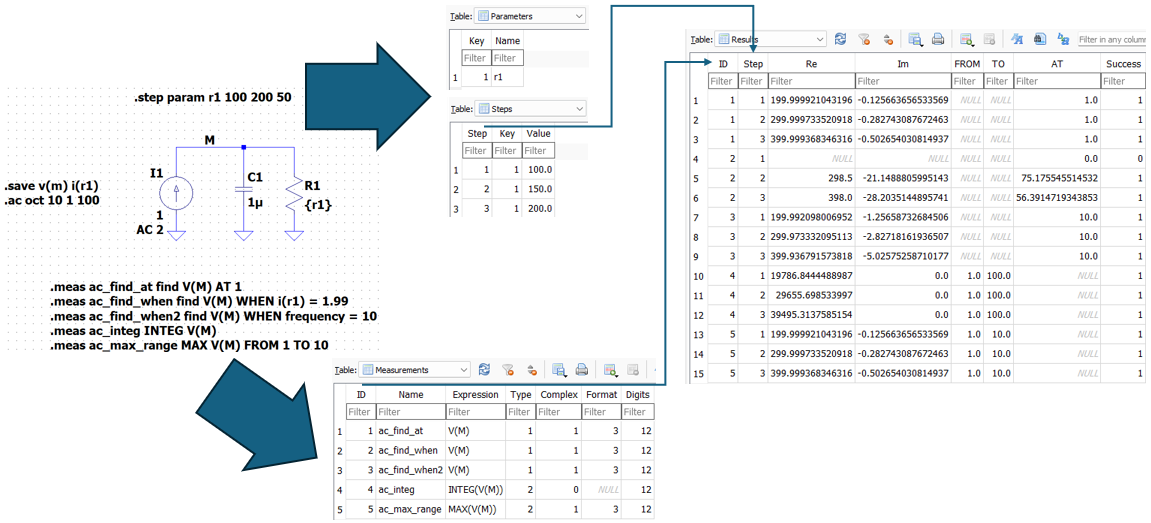 Table: Parameters
Key Name
Filter Filter
1 1 r1
Table: Steps
Step Key Value
Filter Filter Filter
1 1 1 100.0
2 2 1 150.0
3 3 1 200.0
.step param r1 100 200 50
M
I1
C1
R1
1µ
{r1}
1
AC 2
.save v(m) i(r1)
.ac oct 10 1 100
.meas ac_find_at find V(M) AT 1
.meas ac_find_when find V(M) WHEN i(r1) = 1.99
.meas ac_find_when2 find V(M) WHEN frequency = 10
.meas ac_integ INTEG V(M)
.meas ac_max_range MAX V(M) FROM 1 TO 10
Table: Measurements
ID Name Expression Type Complex Format Digits
Filter Filter Filter Filter Filter Filter Filter
1 1 ac_find_at V(M) 1 1 3 12
2 2 ac_find_when V(M) 1 1 3 12
3 3 ac_find_when2 V(M) 1 1 3 12
4 4 ac_integ INTEG(V(M)) 2 0 NULL 12
5 5 ac_max_range MAX(V(M)) 2 1 3 12
Table: Results
Filter in any column
ID Step Re Im FROM TO AT Success
Filter Filter Filter Filter Filter Filter Filter Filter
1 1 1 199.999921043196 -0.125663656533569 NULL NULL 1.0 1
2 1 2 299.999733520918 -0.282743087672463 NULL NULL 1.0 1
3 1 3 399.999368346316 -0.502654030814937 NULL NULL 1.0 1
4 2 1 NULL NULL NULL NULL 0.0 0
5 2 2 298.5 -21.1488805995143 NULL NULL 75.175545514532 1
6 2 3 398.0 -28.2035144895741 NULL NULL 56.3914719343853 1
7 3 1 199.992098006952 -1.25658732684506 NULL NULL 10.0 1
8 3 2 299.973332095113 -2.82718161936507 NULL NULL 10.0 1
9 3 3 399.936791573818 -5.02575258710177 NULL NULL 10.0 1
10 4 1 19786.8444488987 0.0 1.0 100.0 NULL 1
11 4 2 29655.698533997 0.0 1.0 100.0 NULL 1
12 4 3 39495.3137585154 0.0 1.0 100.0 NULL 1
13 5 1 199.999921043196 -0.125663656533569 1.0 10.0 NULL 1
14 5 2 299.999733520918 -0.282743087672463 1.0 10.0 NULL 1
15 5 3 399.999368346316 -0.502654030814937 1.0 10.0 NULL 1